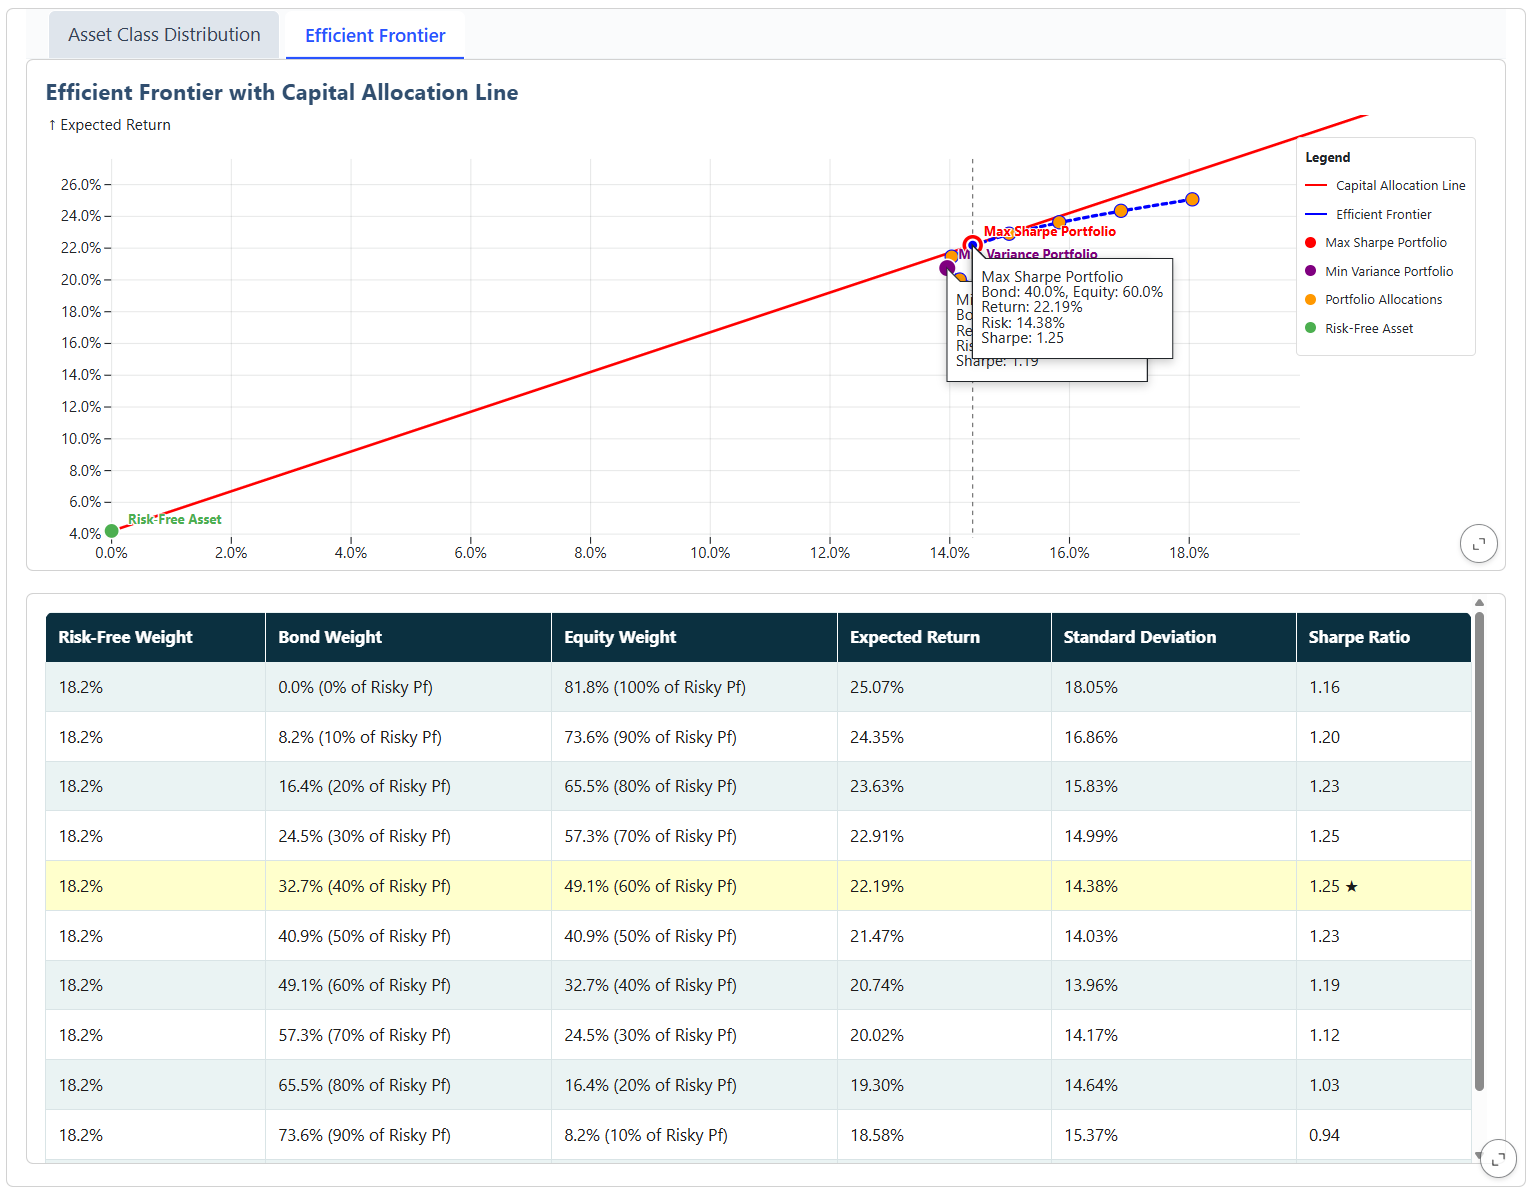 Asset Class Distribution
Efficient Frontier
Efficient Frontier with Capital Allocation Line
↑ Expected Return
26.0%
24.0%
22.0%
20.0%
18.0%
16.0%
14.0%
12.0%
10.0%
8.0%
6.0%
4.0%
0.0% 2.0% 4.0% 6.0% 8.0% 10.0% 12.0% 14.0% 16.0% 18.0%
Risk-Free Asset
Max Sharpe Portfolio
Variance Portfolio
Max Sharpe Portfolio
Bond: 40.0%, Equity: 60.0%
Return: 22.19%
Risk: 14.38%
Sharpe: 1.25
Sharpe: 1.19
Legend
Capital Allocation Line
Efficient Frontier
Max Sharpe Portfolio
Min Variance Portfolio
Portfolio Allocations
Risk-Free Asset
Risk-Free Weight Bond Weight Equity Weight Expected Return Standard Deviation Sharpe Ratio
18.2% 0.0% (0% of Risky Pf) 81.8% (100% of Risky Pf) 25.07% 18.05% 1.16
18.2% 8.2% (10% of Risky Pf) 73.6% (90% of Risky Pf) 24.35% 16.86% 1.20
18.2% 16.4% (20% of Risky Pf) 65.5% (80% of Risky Pf) 23.63% 15.83% 1.23
18.2% 24.5% (30% of Risky Pf) 57.3% (70% of Risky Pf) 22.91% 14.99% 1.25
18.2% 32.7% (40% of Risky Pf) 49.1% (60% of Risky Pf) 22.19% 14.38% 1.25 ★
18.2% 40.9% (50% of Risky Pf) 40.9% (50% of Risky Pf) 21.47% 14.03% 1.23
18.2% 49.1% (60% of Risky Pf) 32.7% (40% of Risky Pf) 20.74% 13.96% 1.19
18.2% 57.3% (70% of Risky Pf) 24.5% (30% of Risky Pf) 20.02% 14.17% 1.12
18.2% 65.5% (80% of Risky Pf) 16.4% (20% of Risky Pf) 19.30% 14.64% 1.03
18.2% 73.6% (90% of Risky Pf) 8.2% (10% of Risky Pf) 18.58% 15.37% 0.94